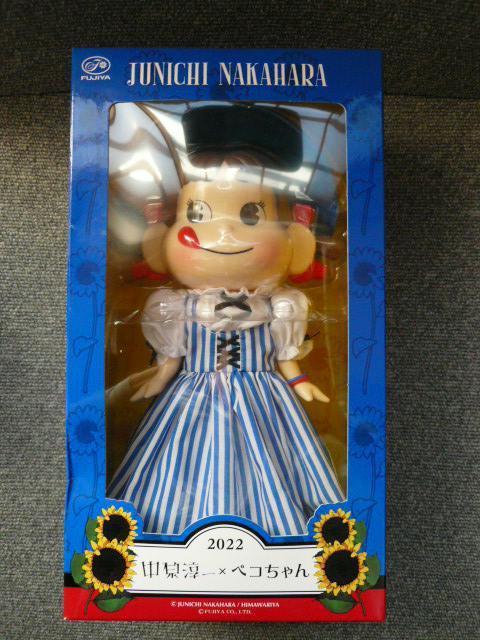 FUJIYA
JUNICHI NAKAHARA
2022
中原淳一×ペコちゃん
© JUNICHI NAKAHARA / HIMAWARIYA
© FUJIYA CO., LTD.